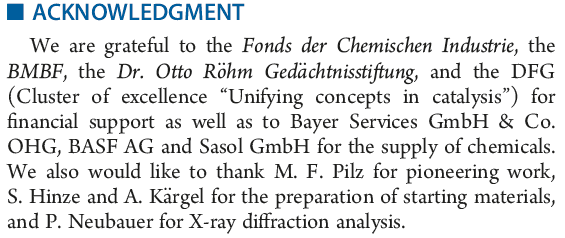 ■ ACKNOWLEDGMENT
We are grateful to the Fonds der Chemischen Industrie, the
BMBF, the Dr. Otto Röhm Gedächtnisstiftung, and the DFG
(Cluster of excellence “Unifying concepts in catalysis”) for
financial support as well as to Bayer Services GmbH & Co.
OHG, BASF AG and Sasol GmbH for the supply of chemicals.
We also would like to thank M. F. Pilz for pioneering work,
S. Hinze and A. Kärgel for the preparation of starting materials,
and P. Neubauer for X-ray diffraction analysis.